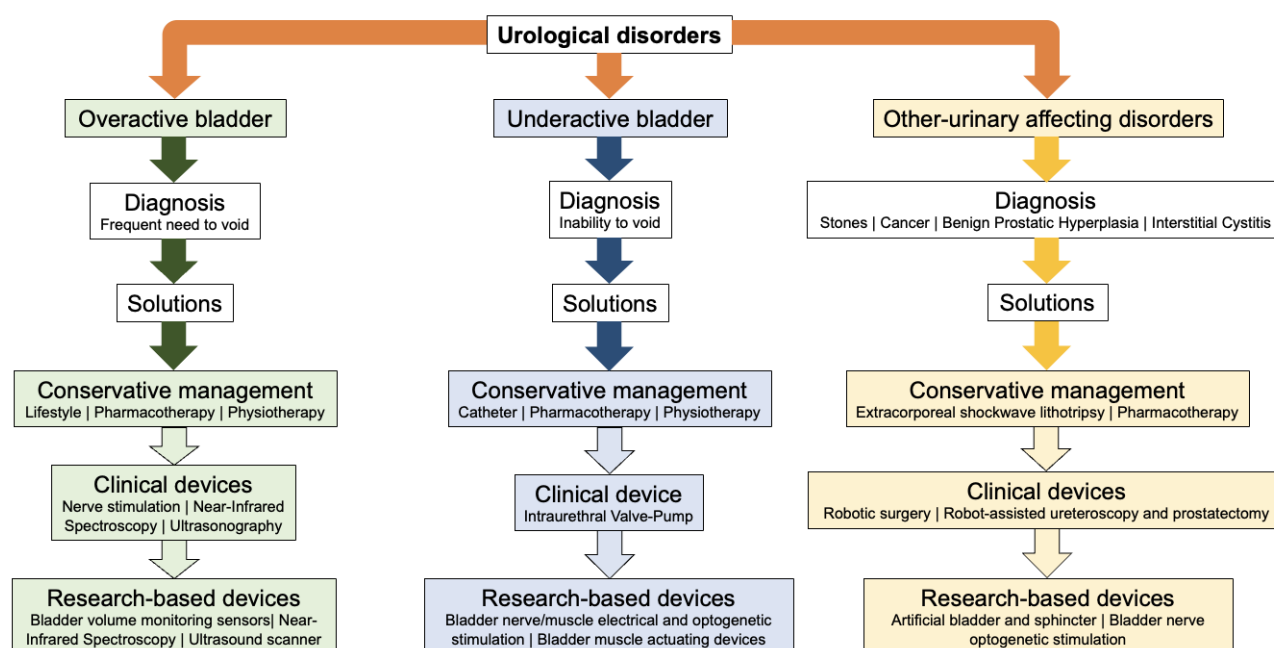 Urological disorders
Overactive bladder
Diagnosis
Frequent need to void
Solutions
Conservative management
Lifestyle | Pharmacotherapy | Physiotherapy
Clinical devices
Nerve stimulation | Near-Infrared
Spectroscopy | Ultrasonography
Research-based devices
Bladder volume monitoring sensors| Near-
Infrared Spectroscopy | Ultrasound scanner
Underactive bladder
Diagnosis
Inability to void
Solutions
Conservative management
Catheter | Pharmacotherapy | Physiotherapy
Clinical device
Intraurethral Valve-Pump
Research-based devices
Bladder nerve/muscle electrical and optogenetic
stimulation | Bladder muscle actuating devices
Other-urinary affecting disorders
Diagnosis
Stones | Cancer | Benign Prostatic Hyperplasia | Interstitial Cystitis
Solutions
Conservative management
Extracorporeal shockwave lithotripsy | Pharmacotherapy
Clinical devices
Robotic surgery | Robot-assisted ureteroscopy and prostatectomy
Research-based devices
Artificial bladder and sphincter | Bladder nerve
optogenetic stimulation